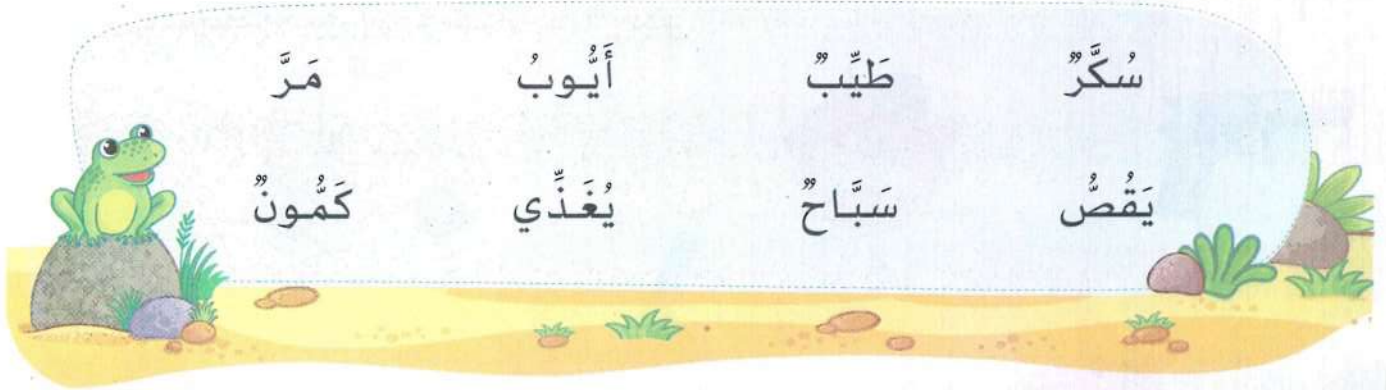 سُكَّرٌ طَيِّبٌ أَيُّوبُ مَرَّ
يَقُصُّ سَبَّاحٌ يُغَذِّي كَمُّونٌ